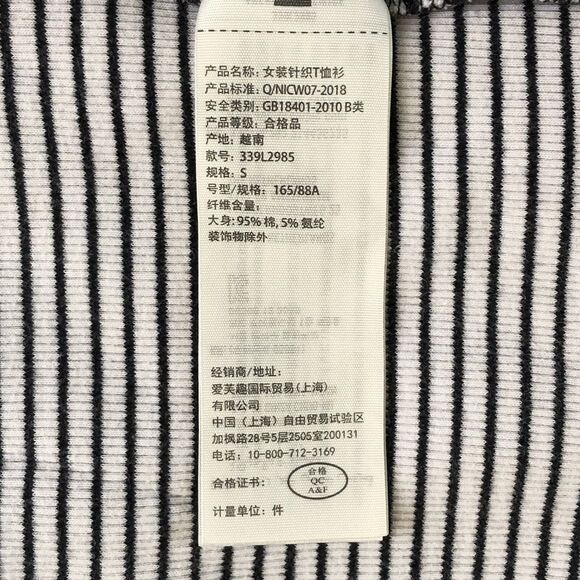 产品名称: 女装针织T恤衫
产品标准: Q/NICW07-2018
安全类别: GB18401-2010 B类
产品等级: 合格品
产地: 越南
款号: 339L2985
规格: S
号型/规格: 165/88A
纤维含量:
大身: 95% 棉, 5% 氨纶
装饰物除外
经销商/地址:
爱芙趣国际贸易(上海)
有限公司
中国（上海）自由贸易试验区
加枫路28号5层2505室200131
电话: 10-800-712-3169
合格证书:
合格
QC
A&F
计量单位: 件